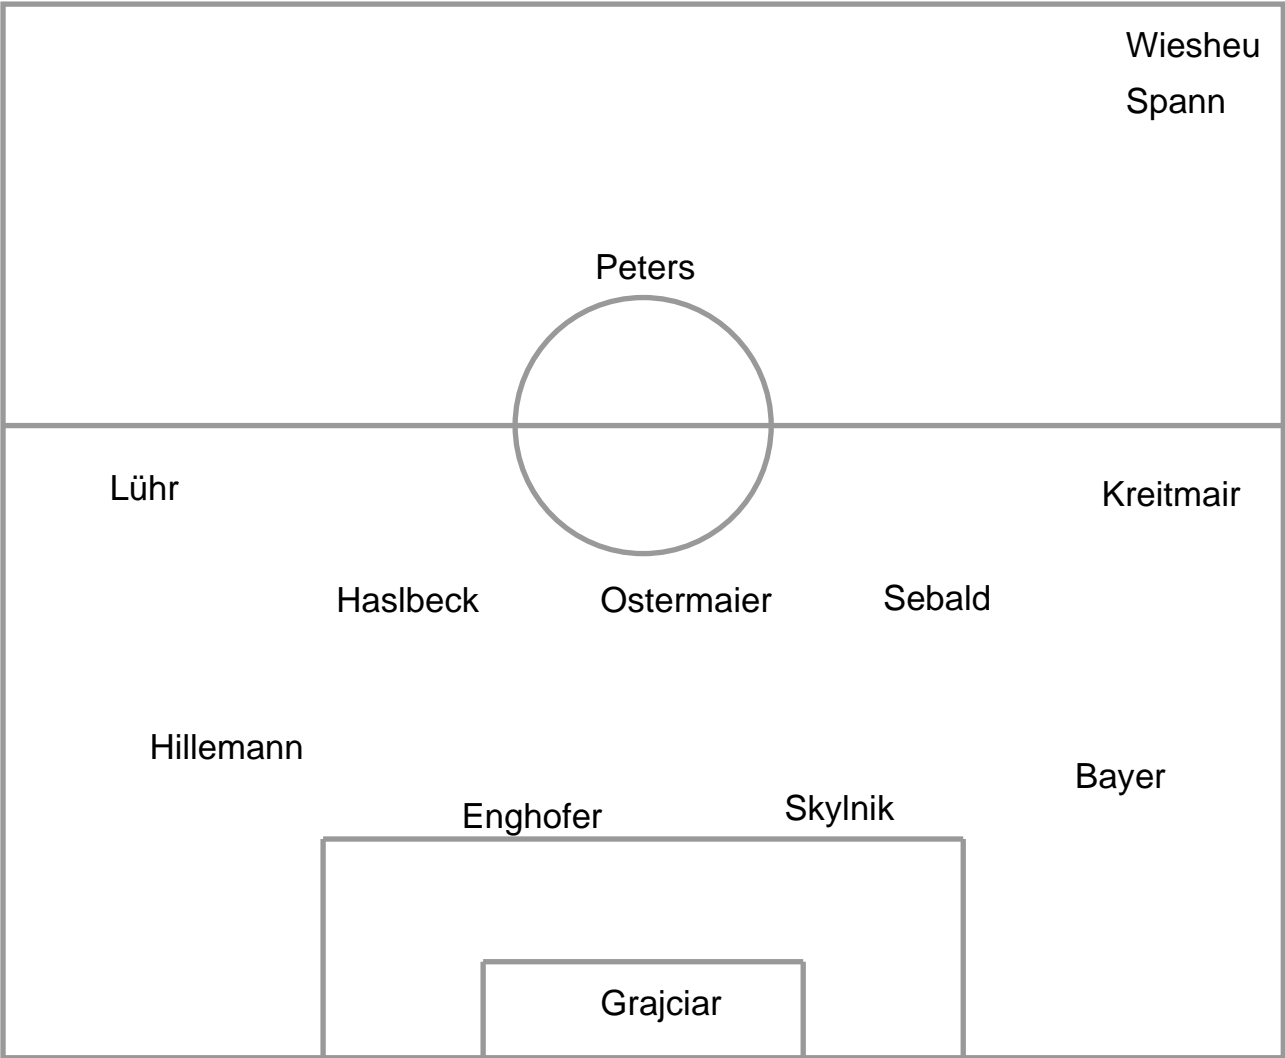 Wiesheu
Spann
Peters
Lühr
Kreitmair
Haslbeck
Ostermaier
Sebald
Hillemann
Bayer
Enghofer
Skylnik
Grajciar